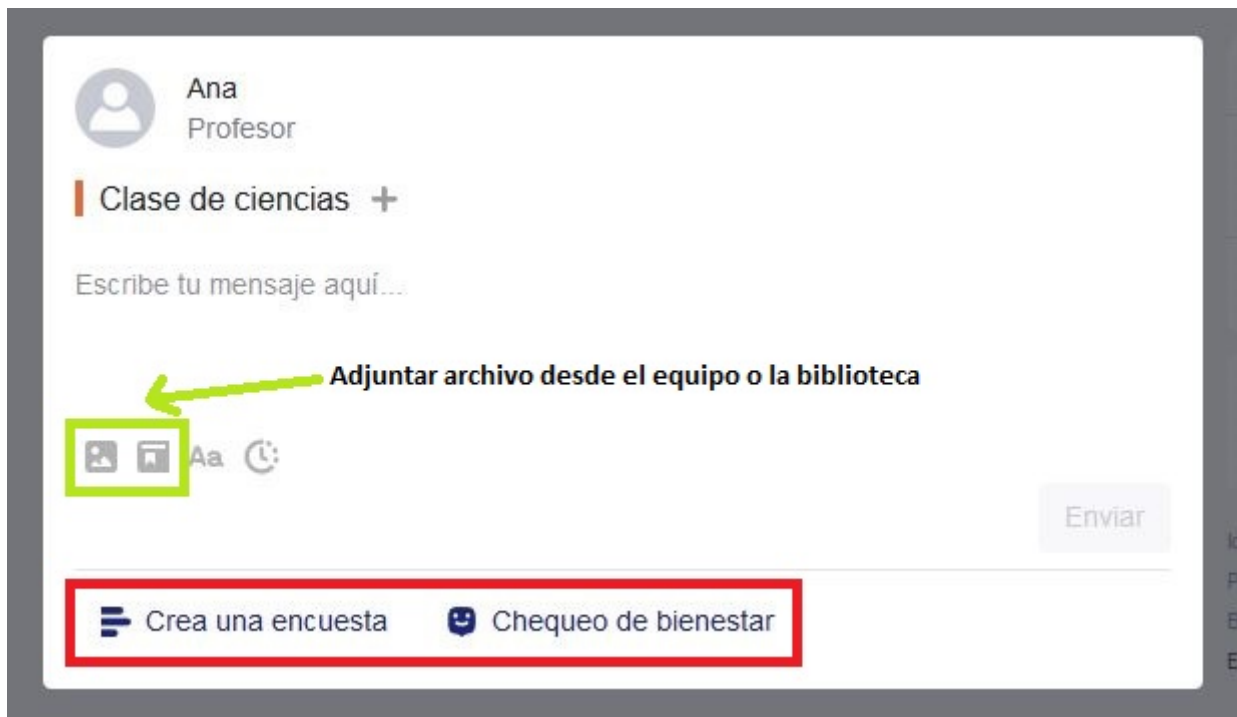 Ana
Profesor
Clase de ciencias +
Escribe tu mensaje aquí...
Adjuntar archivo desde el equipo o la biblioteca
Aa
Enviar
Crea una encuesta Chequeo de bienestar